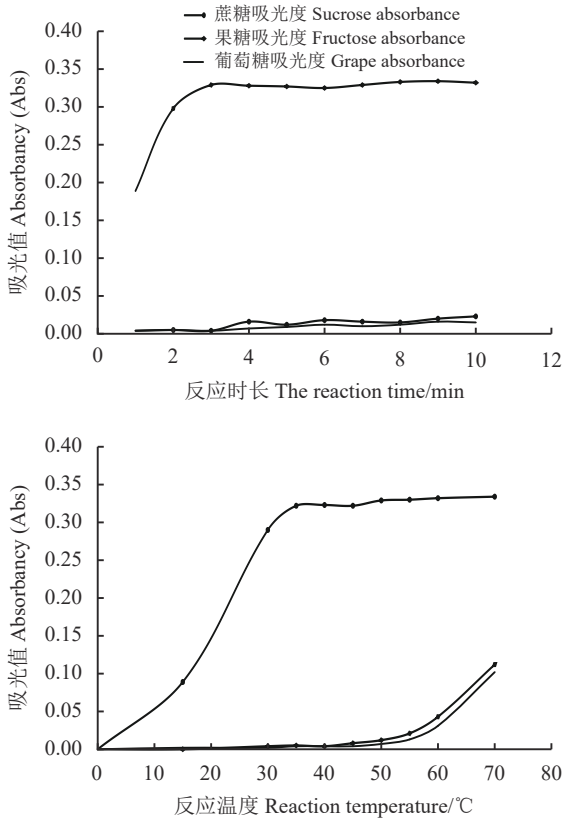 蔗糖吸光度 Sucrose absorbance
果糖吸光度 Fructose absorbance
葡萄糖吸光度 Grape absorbance
吸光值 Absorbancy (Abs)
0.40
0.35
0.30
0.25
0.20
0.15
0.10
0.05
0.00
0 2 4 6 8 10 12
反应时长 The reaction time/min
吸光值 Absorbancy (Abs)
0.40
0.35
0.30
0.25
0.20
0.15
0.10
0.05
0.00
0 10 20 30 40 50 60 70 80
反应温度 Reaction temperature/℃